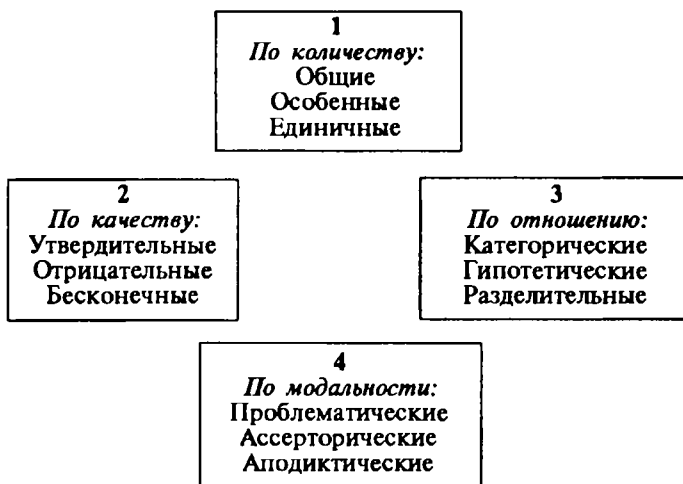 1
По количеству:
Общие
Особенные
Единичные
2
По качеству:
Утвердительные
Отрицательные
Бесконечные
3
По отношению:
Категорические
Гипотетические
Разделительные
4
По модальности:
Проблематические
Ассерторические
Аподиктические